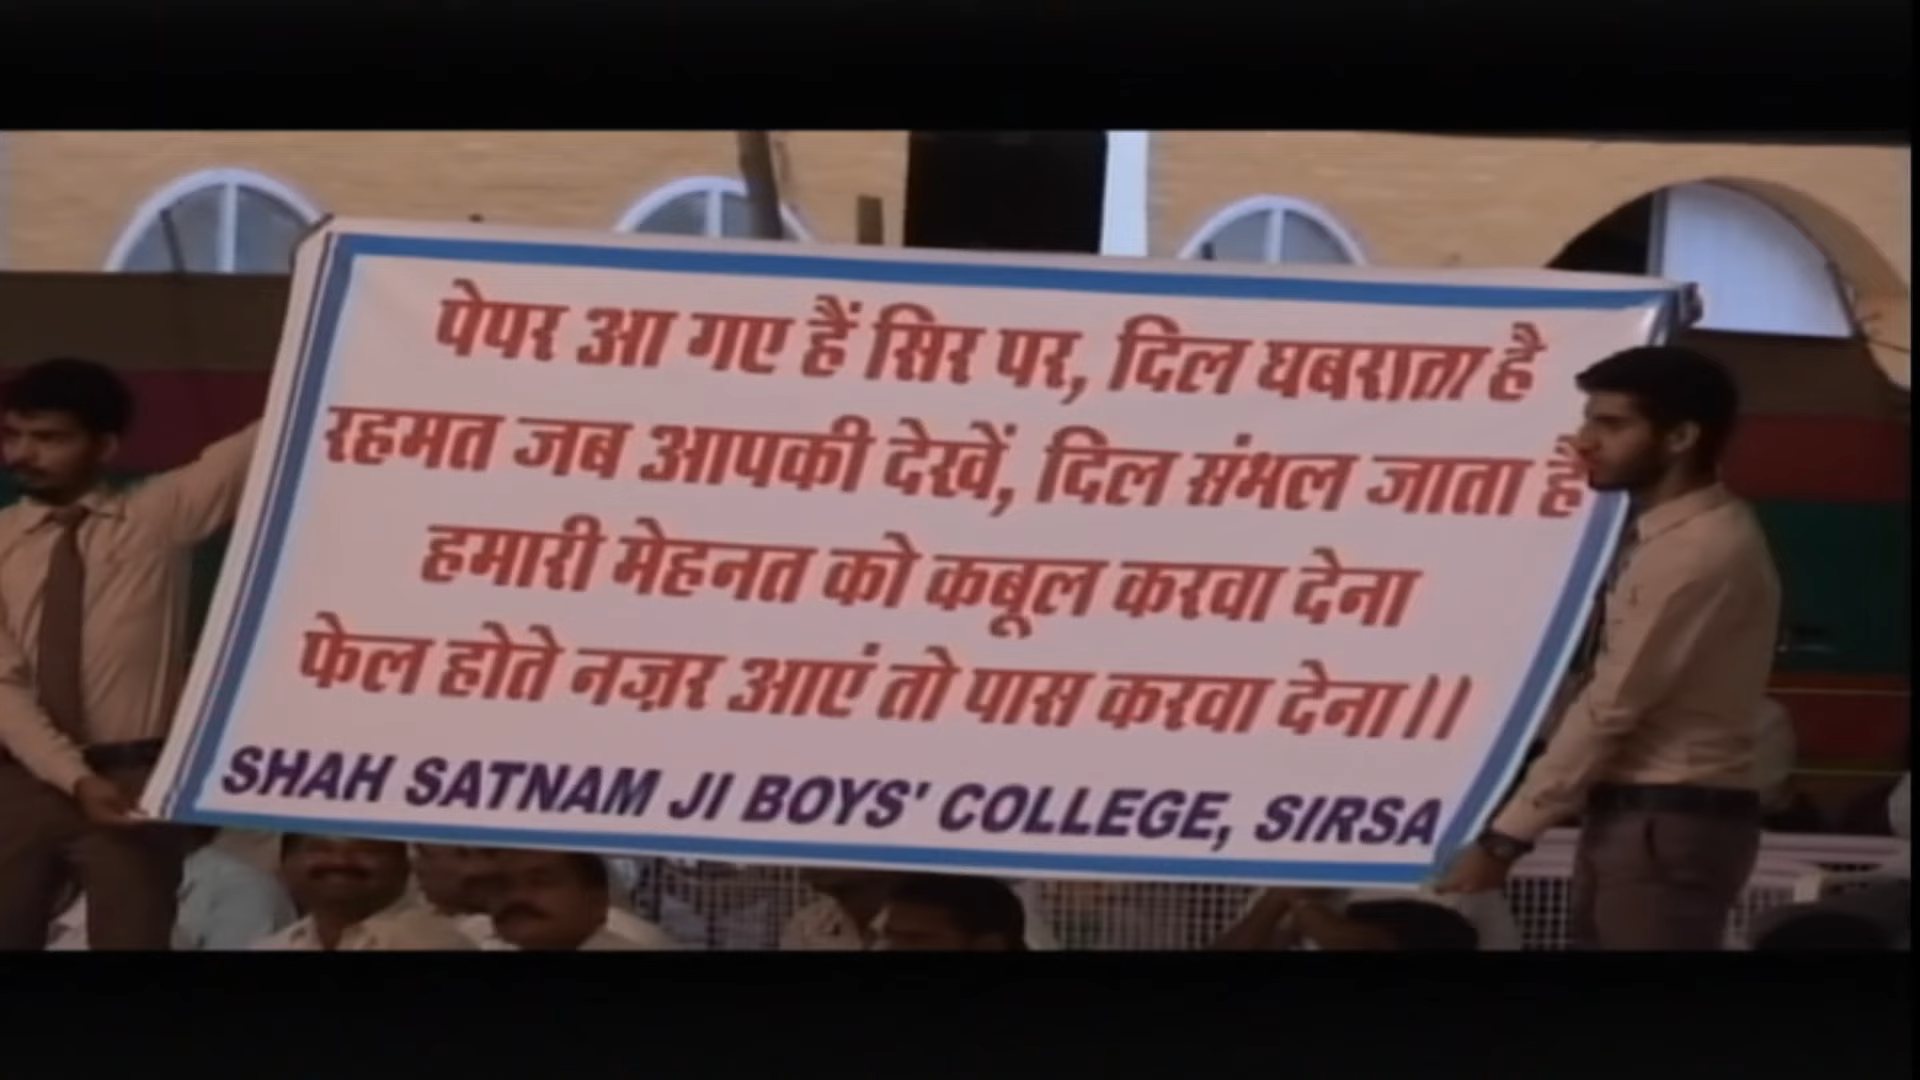 पेपर आ गए हैं सिर पर, दिल घबराता है
रहमत जब आपकी देखें, दिल संभल जाता है
हमारी मेहनत को कबूल करवा देना
फेल होते नज़र आएं तो पास करवा देना।।
SHAH SATNAM JI BOYS' COLLEGE, SIRSA